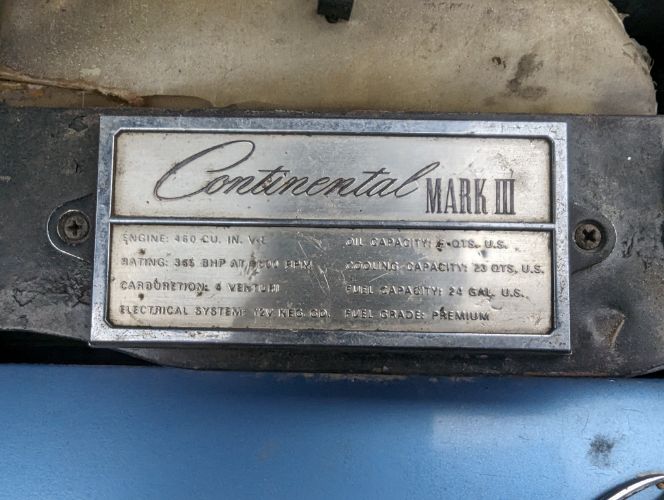 Continental MARK III
ENGINE: 460 CU. IN. V-8
OIL CAPACITY: QTS. U.S.
RATING: 365 BHP AT RPM
COOLING CAPACITY: 23 QTS. U.S.
CARBURETION: 4 VENTURI
FUEL CAPACITY: 24 GAL. U.S.
ELECTRICAL SYSTEM: 12V NEG. GD.
FUEL GRADE: PREMIUM